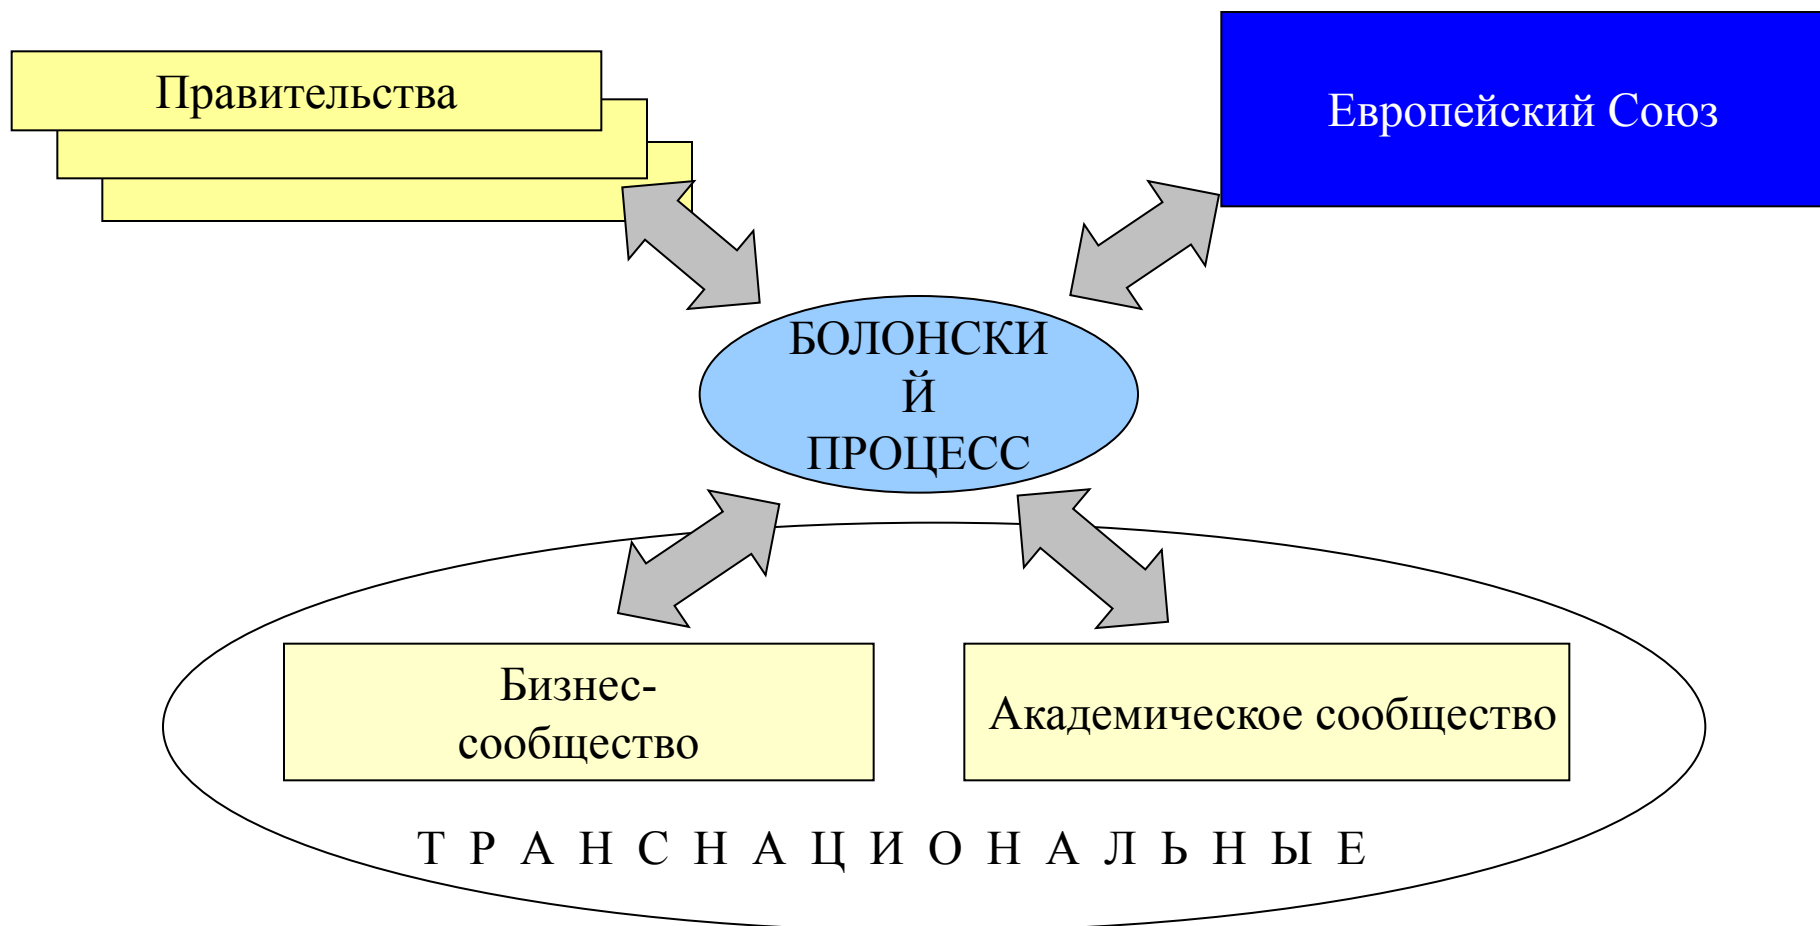 Правительства
Европейский Союз
БОЛОНСКИ
Й
ПРОЦЕСС
Бизнес-
сообщество
Академическое сообщество
Т Р А Н С Н А Ц И О Н А Л Ь Н Ы Е